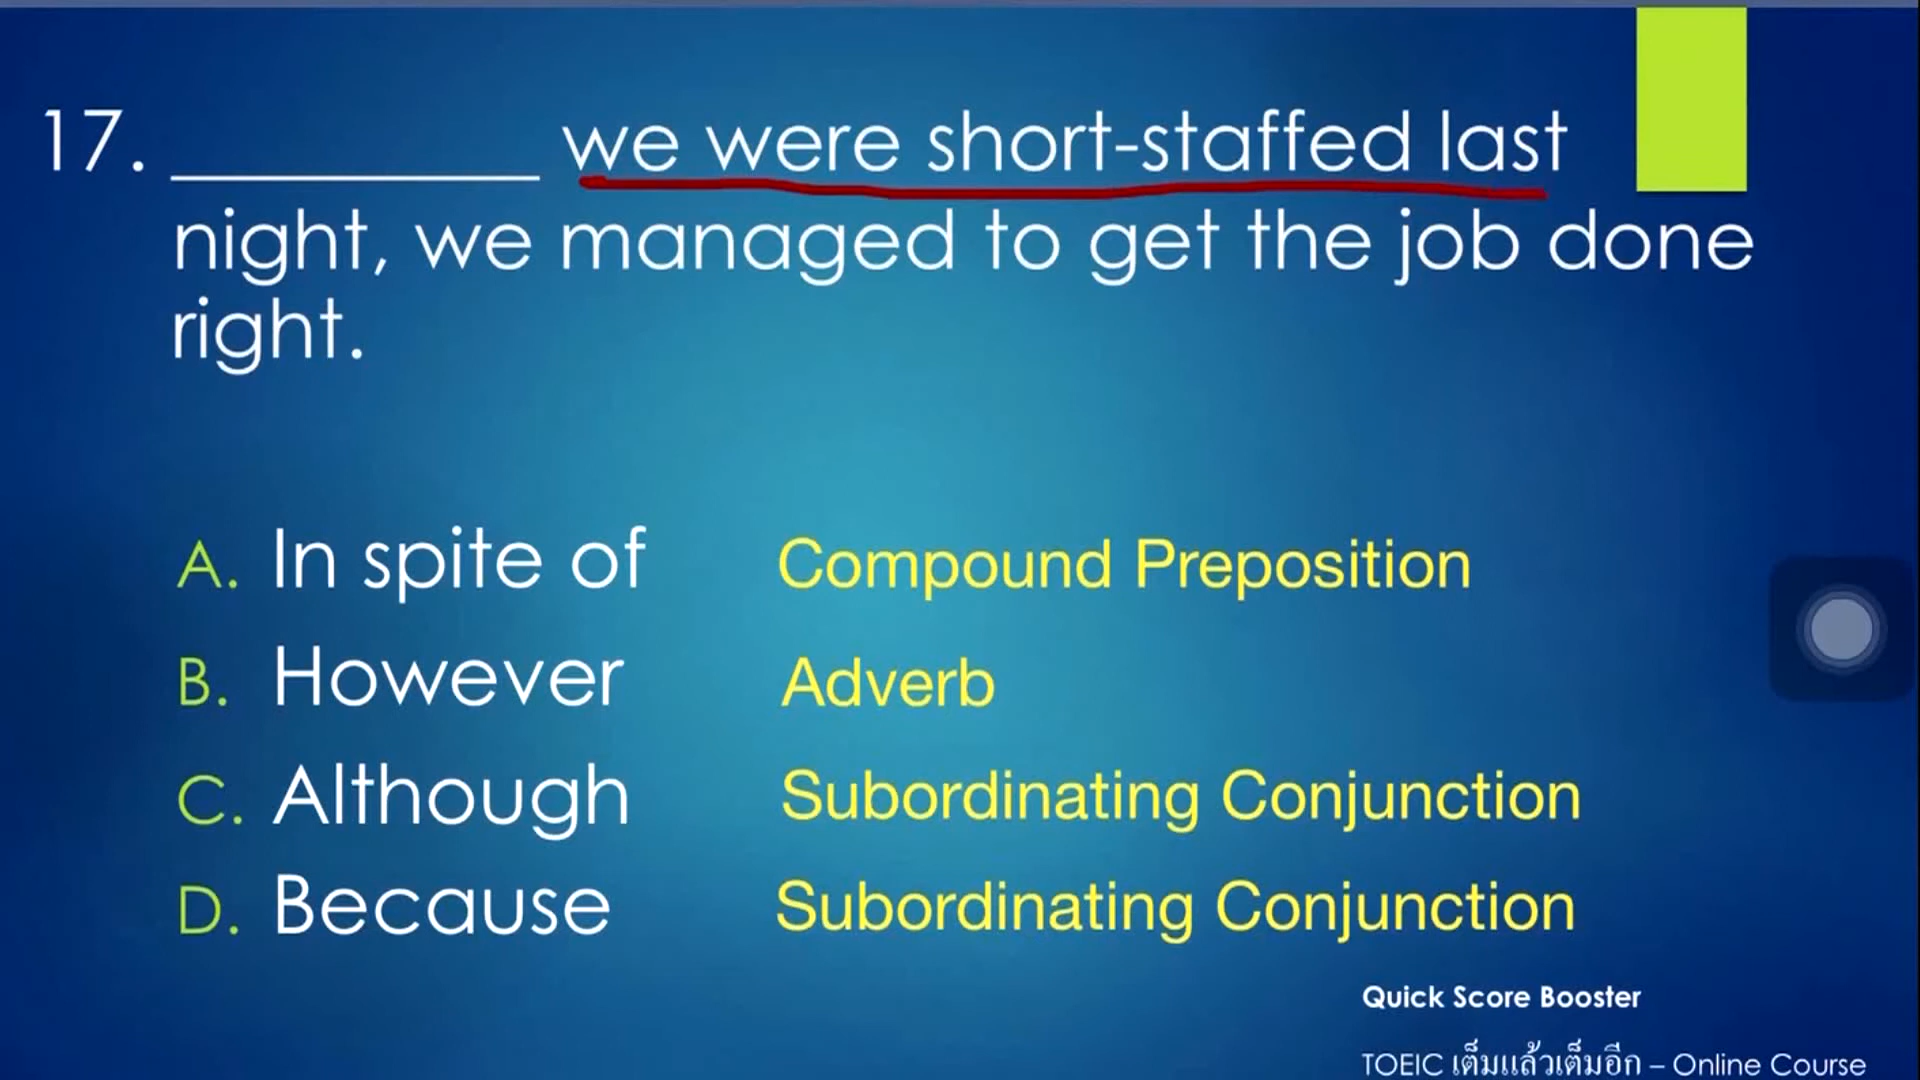 17. __________ we were short-staffed last
night, we managed to get the job done
right.
A. In spite of Compound Preposition
B. However Adverb
C. Although Subordinating Conjunction
D. Because Subordinating Conjunction
Quick Score Booster
TOEIC เต็มแล้วเต็มอีก – Online Course